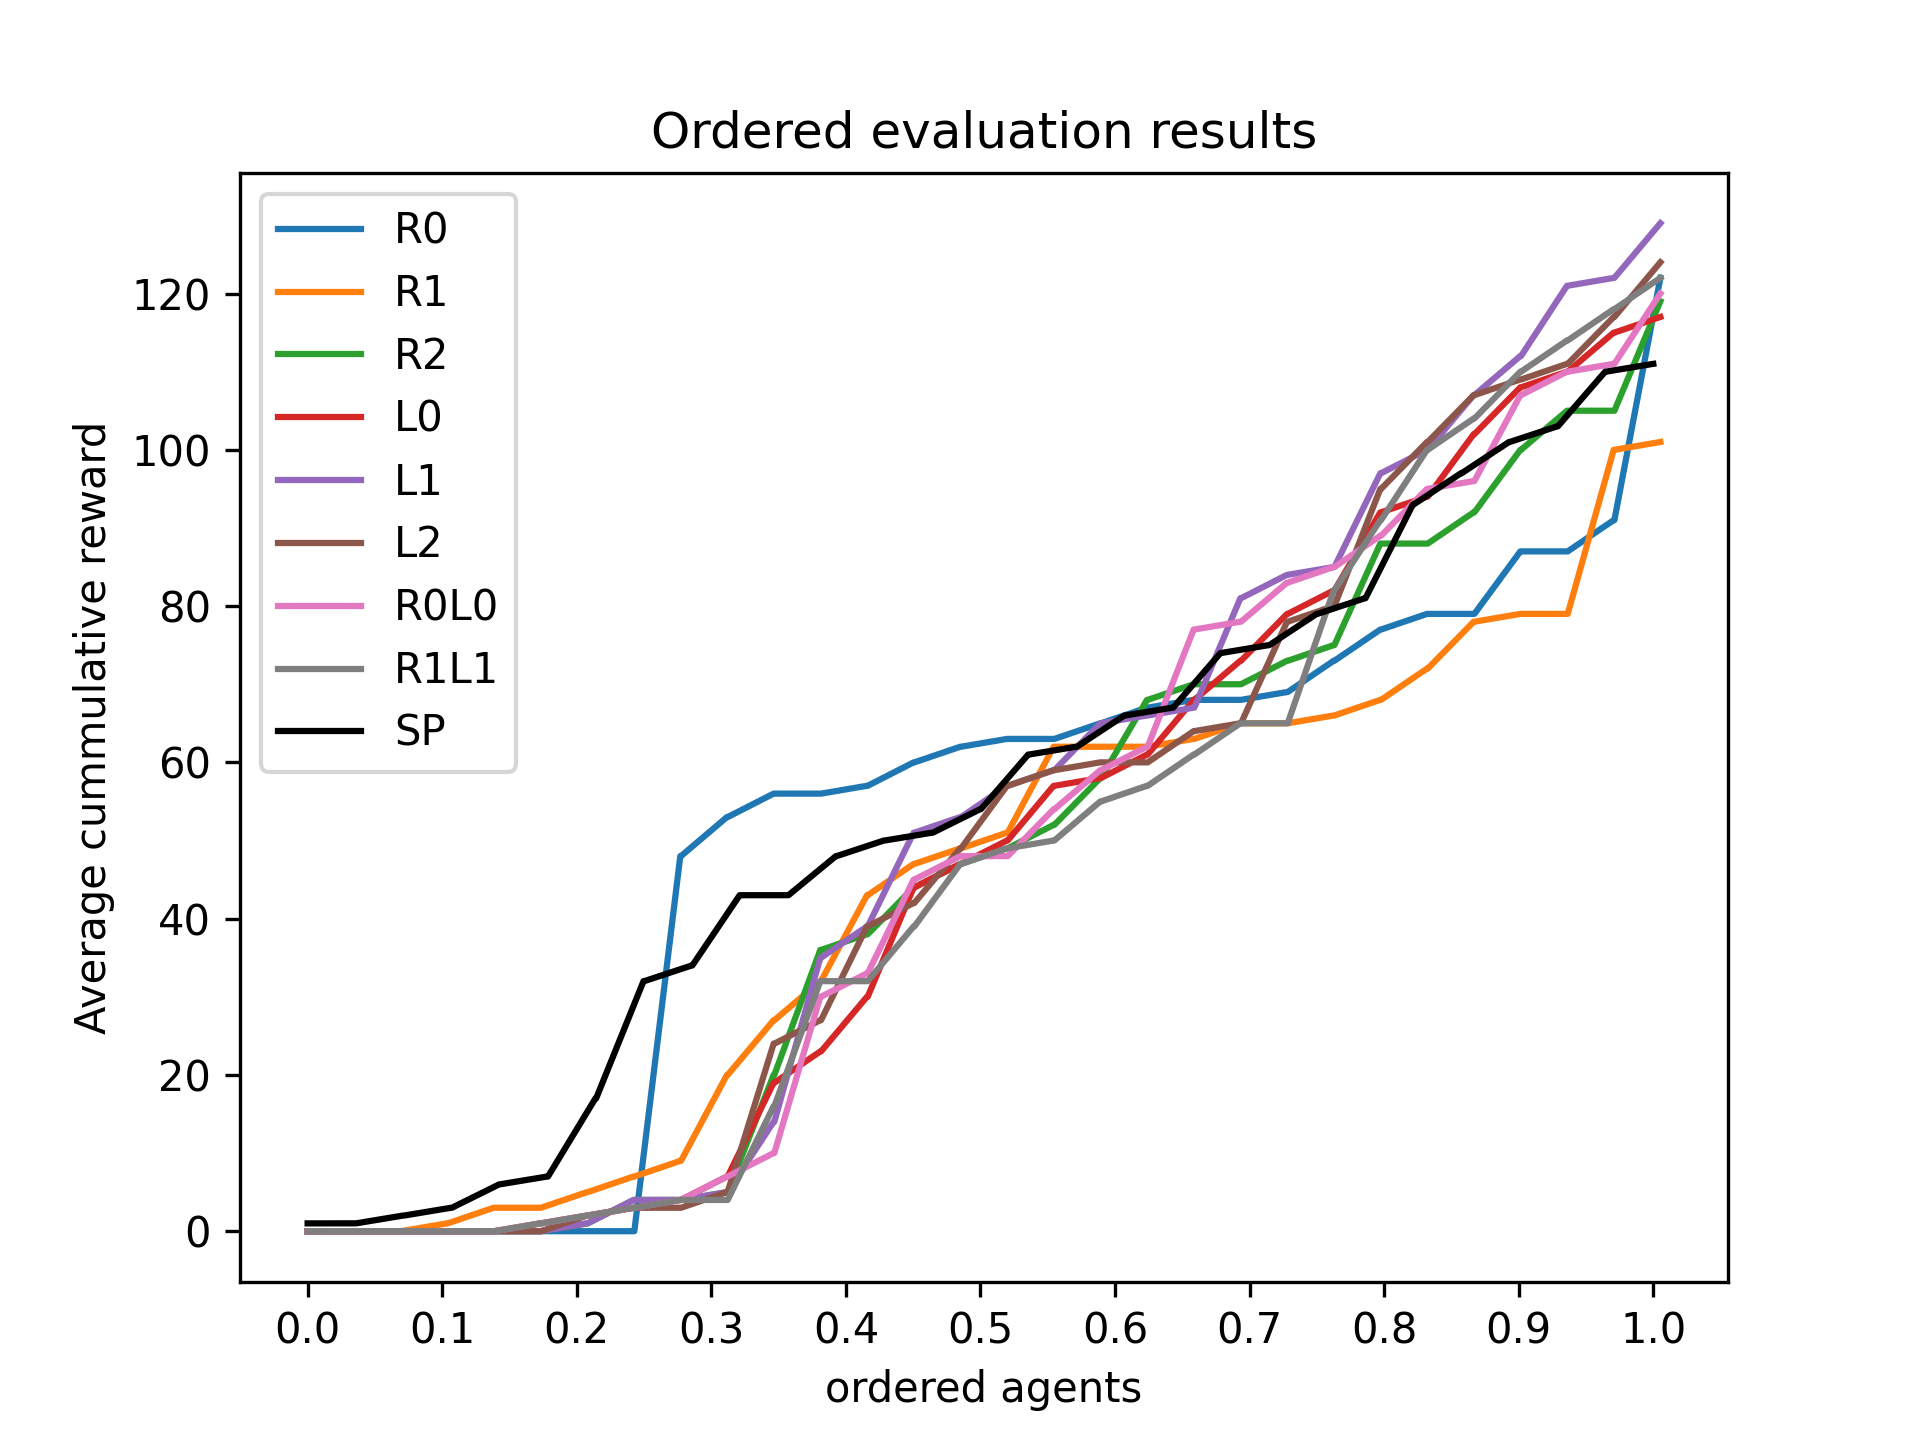 Ordered evaluation results
R0
R1
R2
L0
L1
L2
R0L0
R1L1
SP
Average cummulative reward
120
100
80
60
40
20
0
0.0 0.1 0.2 0.3 0.4 0.5 0.6 0.7 0.8 0.9 1.0
ordered agents